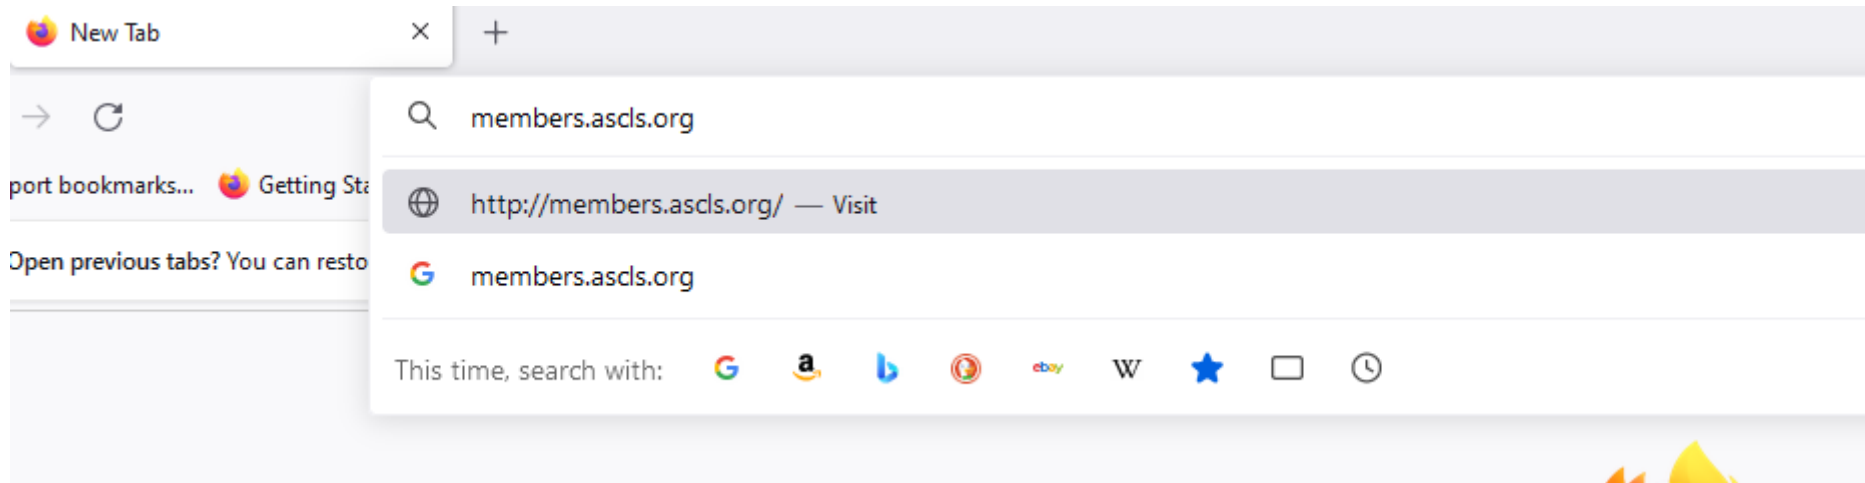 New Tab
members.ascls.org
port bookmarks... Getting Sta
http://members.ascls.org/ — Visit
Open previous tabs? You can resto
members.ascls.org
This time, search with: G a b ebay W